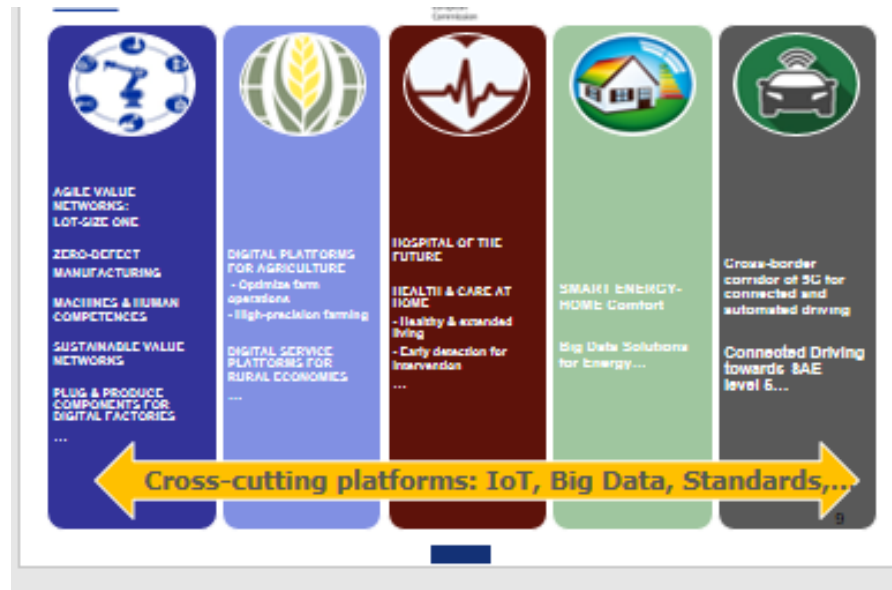 Commission
AGILE VALUE
NETWORKS:
LOT-SIZE ONE
ZERO-DEFECT
MANUFACTURING
MACHINES & HUMAN
COMPETENCES
SUSTAINABLE VALUE
NETWORKS
PLUG & PRODUCE
COMPONENTS FOR
DIGITAL FACTORIES
...
DIGITAL PLATFORMS
FOR AGRICULTURE
- Optimize farm
operations
- High-precision farming
DIGITAL SERVICE
PLATFORMS FOR
RURAL ECONOMIES
...
HOSPITAL OF THE
FUTURE
HEALTH & CARE AT
HOME
- Healthy & extended
living
- Early detection for
intervention
...
SMART ENERGY-
HOME Comfort
Big Data Solutions
for Energy...
Cross-border
corridor of 5G for
connected and
automated driving
Connected Driving
towards SAE
level 5...
Cross-cutting platforms: IoT, Big Data, Standards,...
9